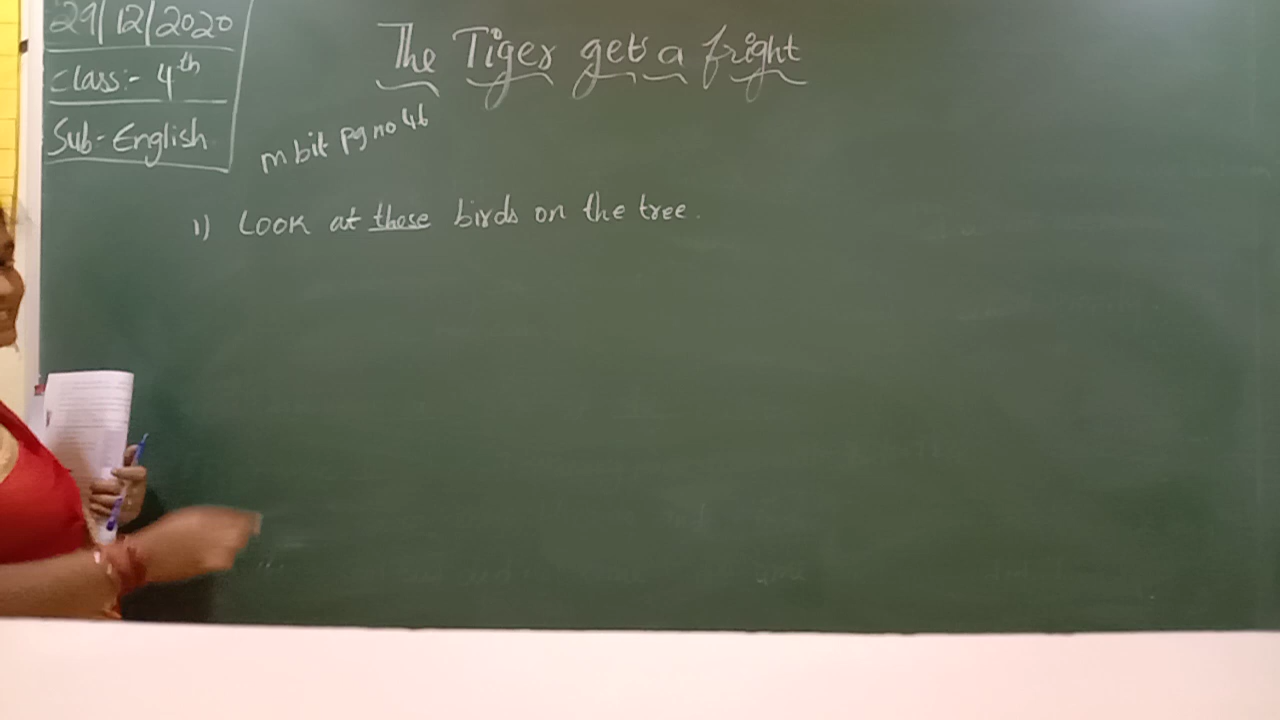 29/12/2020
Class:- 4th
Sub- English
The Tiger gets a fright
m bit pg no 46
1) Look at those birds on the tree.